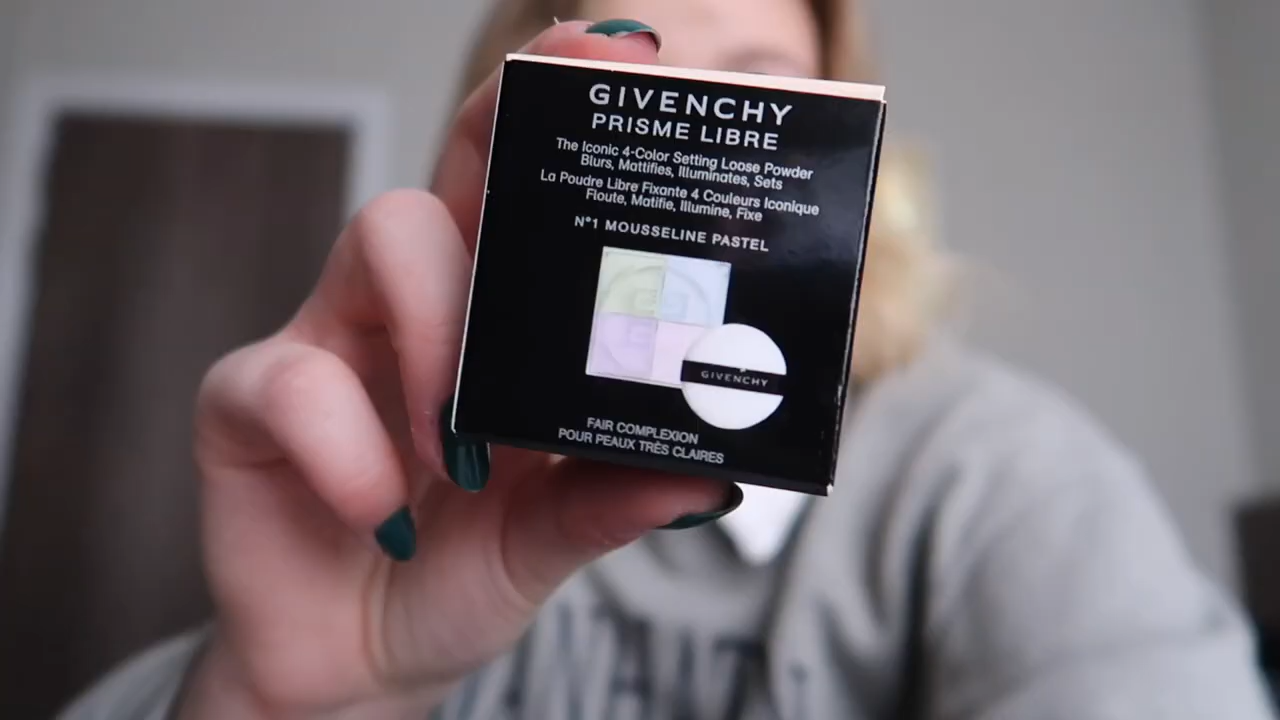 GIVENCHY
PRISME LIBRE
The Iconic 4-Color Setting Loose Powder
Blurs, Mattifies, Illuminates, Sets
La Poudre Libre Fixante 4 Couleurs Iconique
Floute, Matifie, Illumine, Fixe
N°1 MOUSSELINE PASTEL
GIVENCHY
FAIR COMPLEXION
POUR PEAUX TRÈS CLAIRES